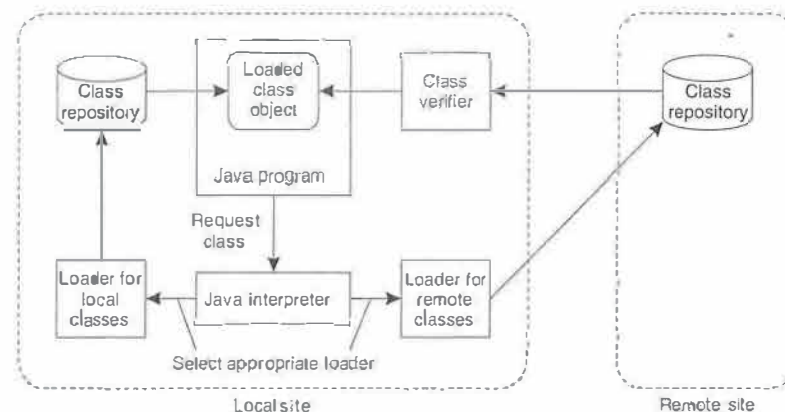 Class
repository
Loaded
class
object
Class
verifier
Class
repository
Java program
Request
class
Loader for
local
classes
Java interpreter
Loader for
remote
classes
Select appropriate loader
Local site
Remote site